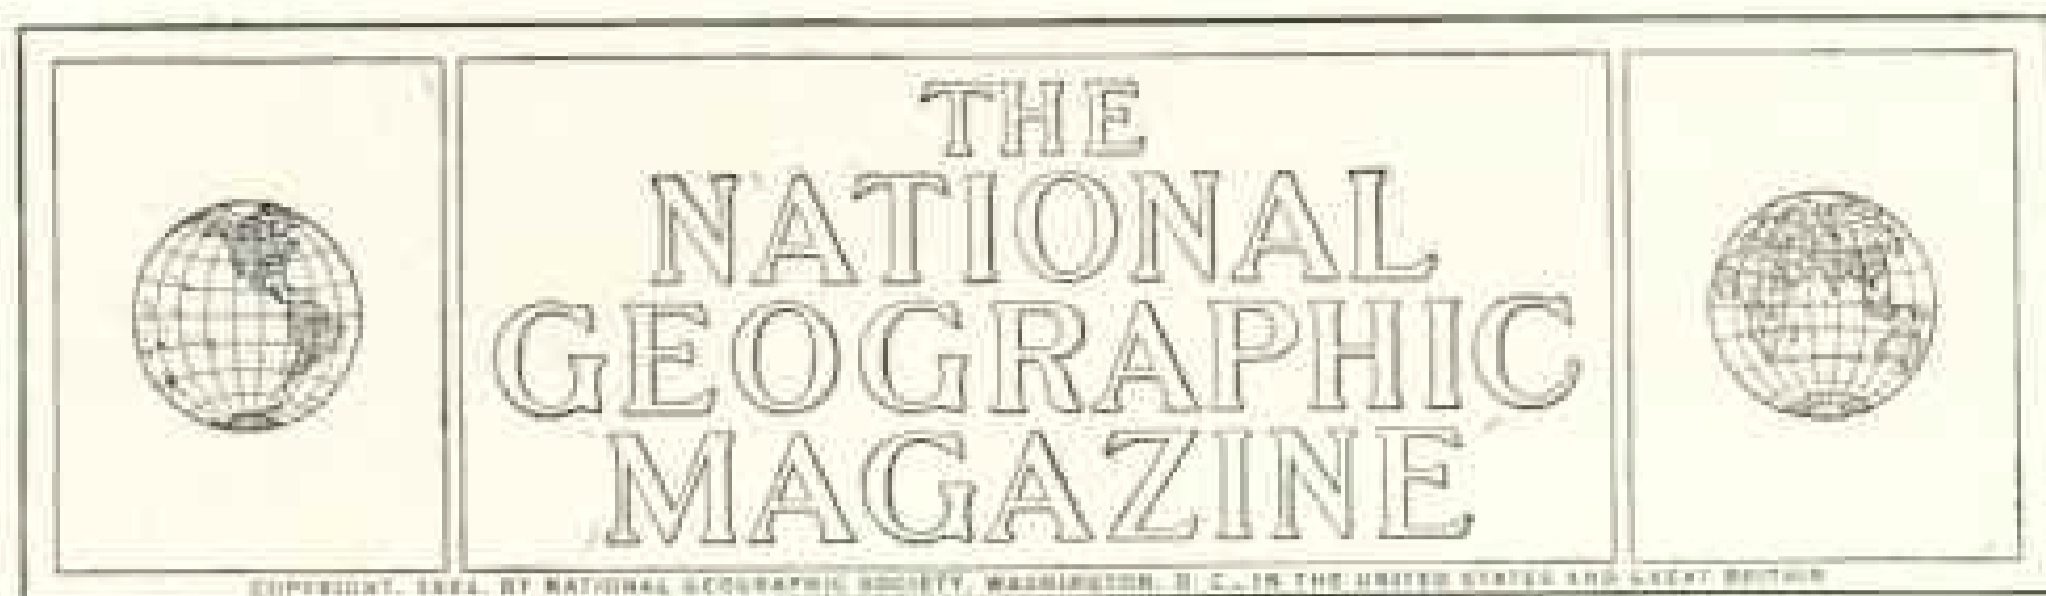 THE
NATIONAL
GEOGRAPHIC
MAGAZINE
COPYRIGHT, BY NATIONAL GEOGRAPHIC SOCIETY, WASHINGTON, D. C., IN THE UNITED STATES AND GREAT BRITAIN